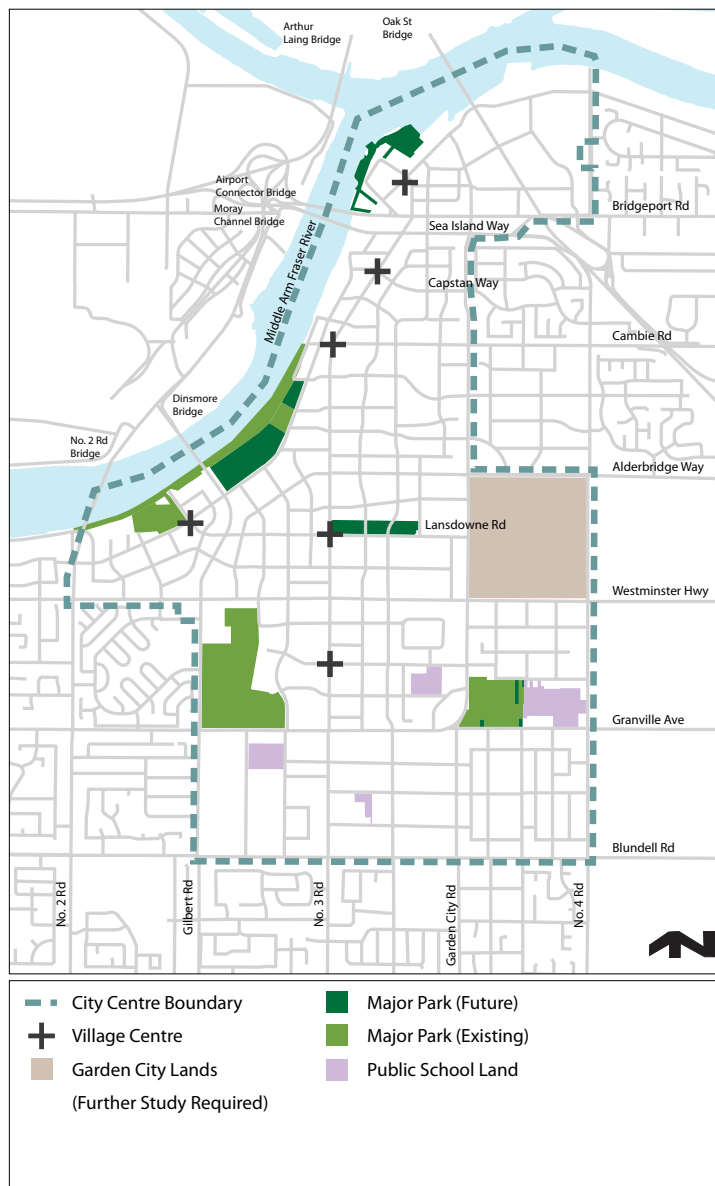 Arthur
Laing Bridge
Oak St
Bridge
Airport
Connector Bridge
Moray
Channel Bridge
Bridgeport Rd
Sea Island Way
Middle Arm Fraser River
Capstan Way
Cambie Rd
Dinsmore
Bridge
No. 2 Rd
Bridge
Alderbridge Way
Lansdowne Rd
Westminster Hwy
Granville Ave
Blundell Rd
No. 2 Rd
Gilbert Rd
No. 3 Rd
Garden City Rd
No. 4 Rd
N
City Centre Boundary
Village Centre
Garden City Lands
(Further Study Required)
Major Park (Future)
Major Park (Existing)
Public School Land